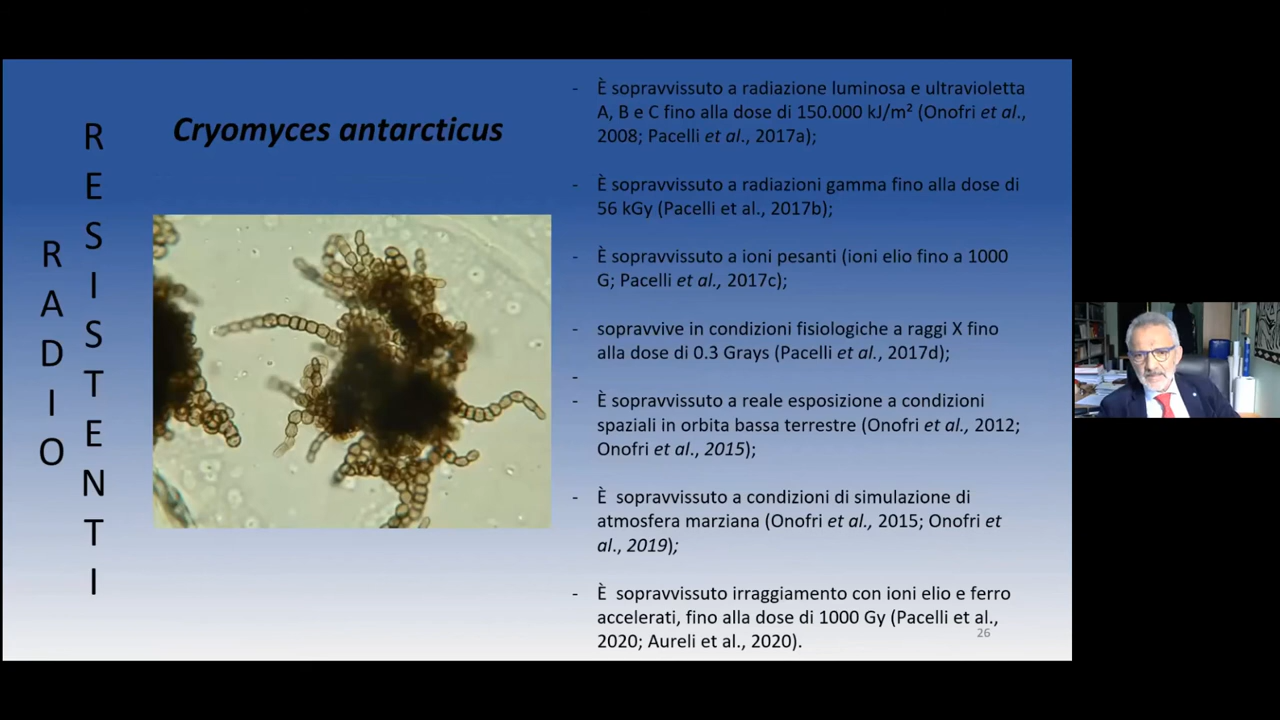 RADIO
RESISTENTI
Cryomyces antarcticus
- È sopravvissuto a radiazione luminosa e ultravioletta
A, B e C fino alla dose di 150.000 kJ/m² (Onofri et al.,
2008; Pacelli et al., 2017a);
- È sopravvissuto a radiazioni gamma fino alla dose di
56 kGy (Pacelli et al., 2017b);
- È sopravvissuto a ioni pesanti (ioni elio fino a 1000
G; Pacelli et al., 2017c);
- sopravvive in condizioni fisiologiche a raggi X fino
alla dose di 0.3 Grays (Pacelli et al., 2017d);
-
- È sopravvissuto a reale esposizione a condizioni
spaziali in orbita bassa terrestre (Onofri et al., 2012;
Onofri et al., 2015);
- È sopravvissuto a condizioni di simulazione di
atmosfera marziana (Onofri et al., 2015; Onofri et
al., 2019);
- È sopravvissuto irraggiamento con ioni elio e ferro
accelerati, fino alla dose di 1000 Gy (Pacelli et al.,
2020; Aureli et al., 2020).
26